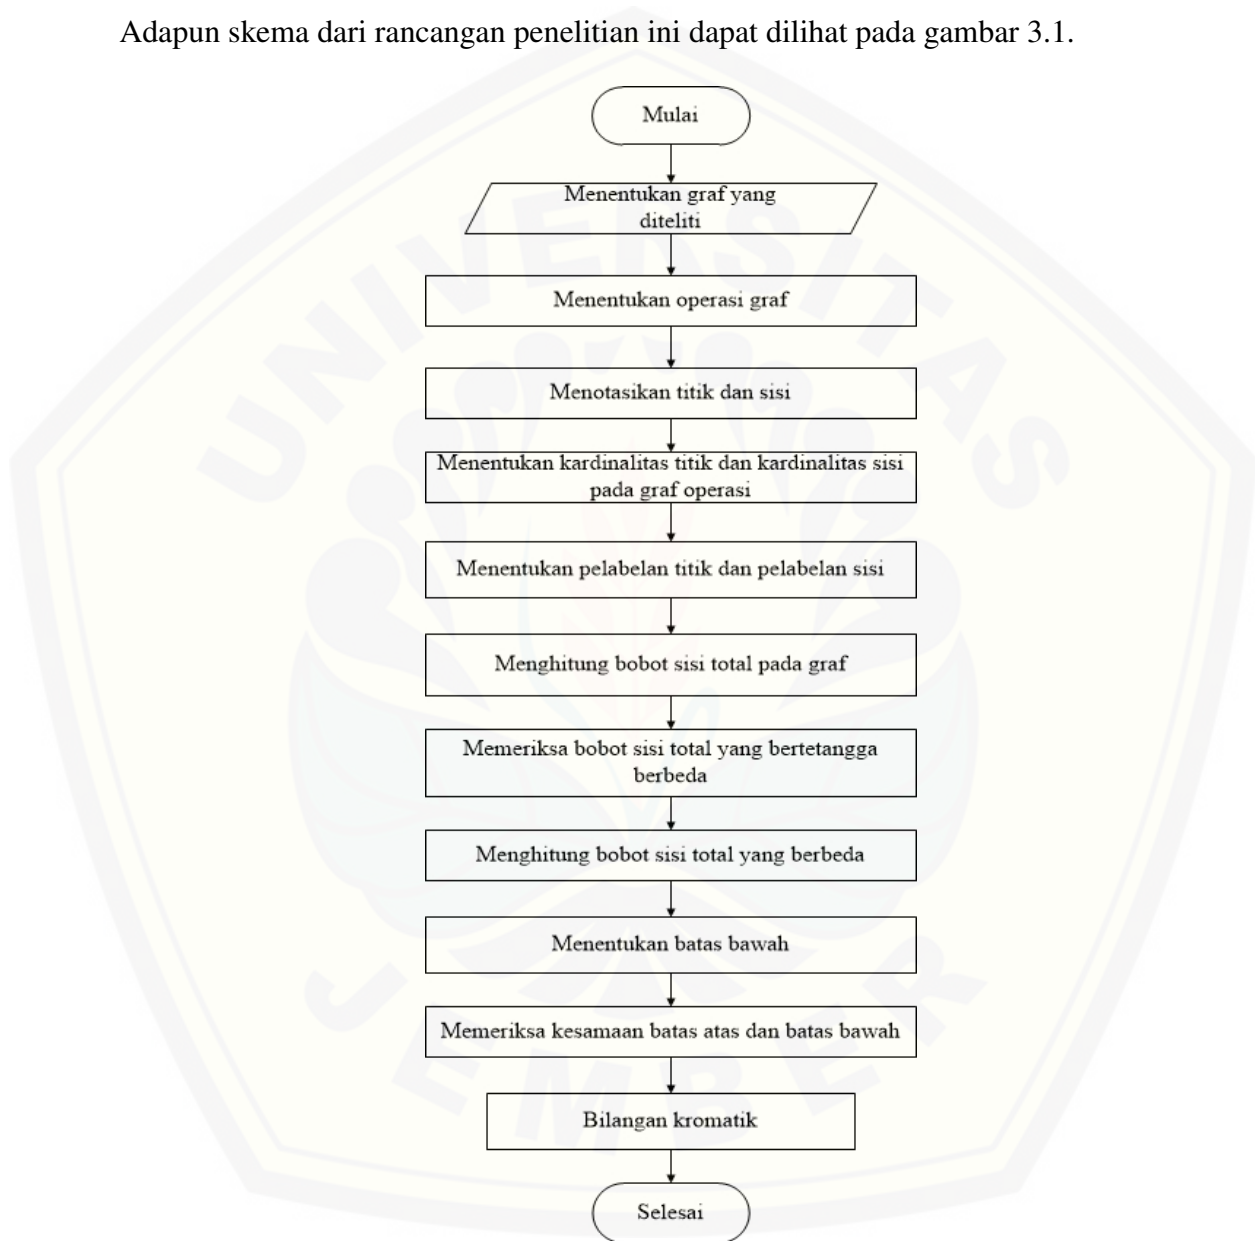 Adapun skema dari rancangan penelitian ini dapat dilihat pada gambar 3.1.
Mulai
Menentukan graf yang
diteliti
Menentukan operasi graf
Menotasikan titik dan sisi
Menentukan kardinalitas titik dan kardinalitas sisi
pada graf operasi
Menentukan pelabelan titik dan pelabelan sisi
Menghitung bobot sisi total pada graf
Memeriksa bobot sisi total yang bertetangga
berbeda
Menghitung bobot sisi total yang berbeda
Menentukan batas bawah
Memeriksa kesamaan batas atas dan batas bawah
Bilangan kromatik
Selesai
UNIVERSITAS
JEMBER